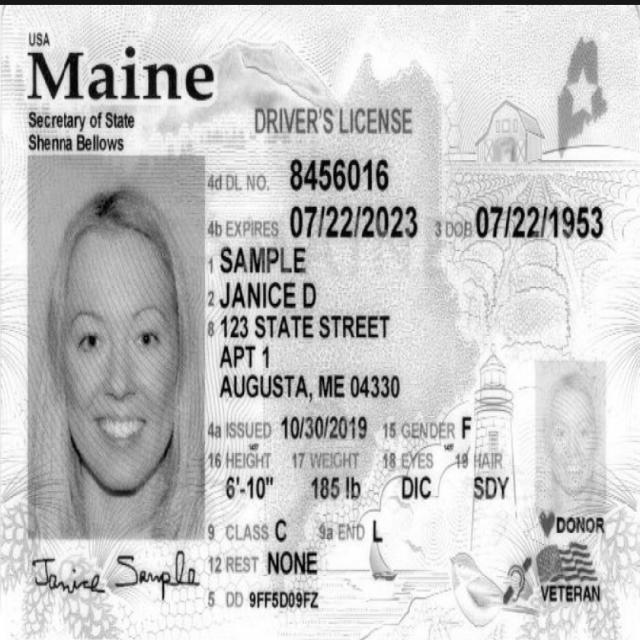 USA
Maine
Secretary of State
Shenna Bellows
DRIVER'S LICENSE
4d DL NO. 8456016
4b EXPIRES 07/22/2023 3 DOB 07/22/1953
1 SAMPLE
2 JANICE D
8 123 STATE STREET
APT 1
AUGUSTA, ME 04330
4a ISSUED 10/30/2019 15 GENDER F
16 HEIGHT 17 WEIGHT 18 EYES 19 HAIR
6'-10" 185 lb DIC SDY
9 CLASS C 9a END L
12 REST NONE
5 DD 9FF5D09FZ
Janice Sample
DONOR
VETERAN